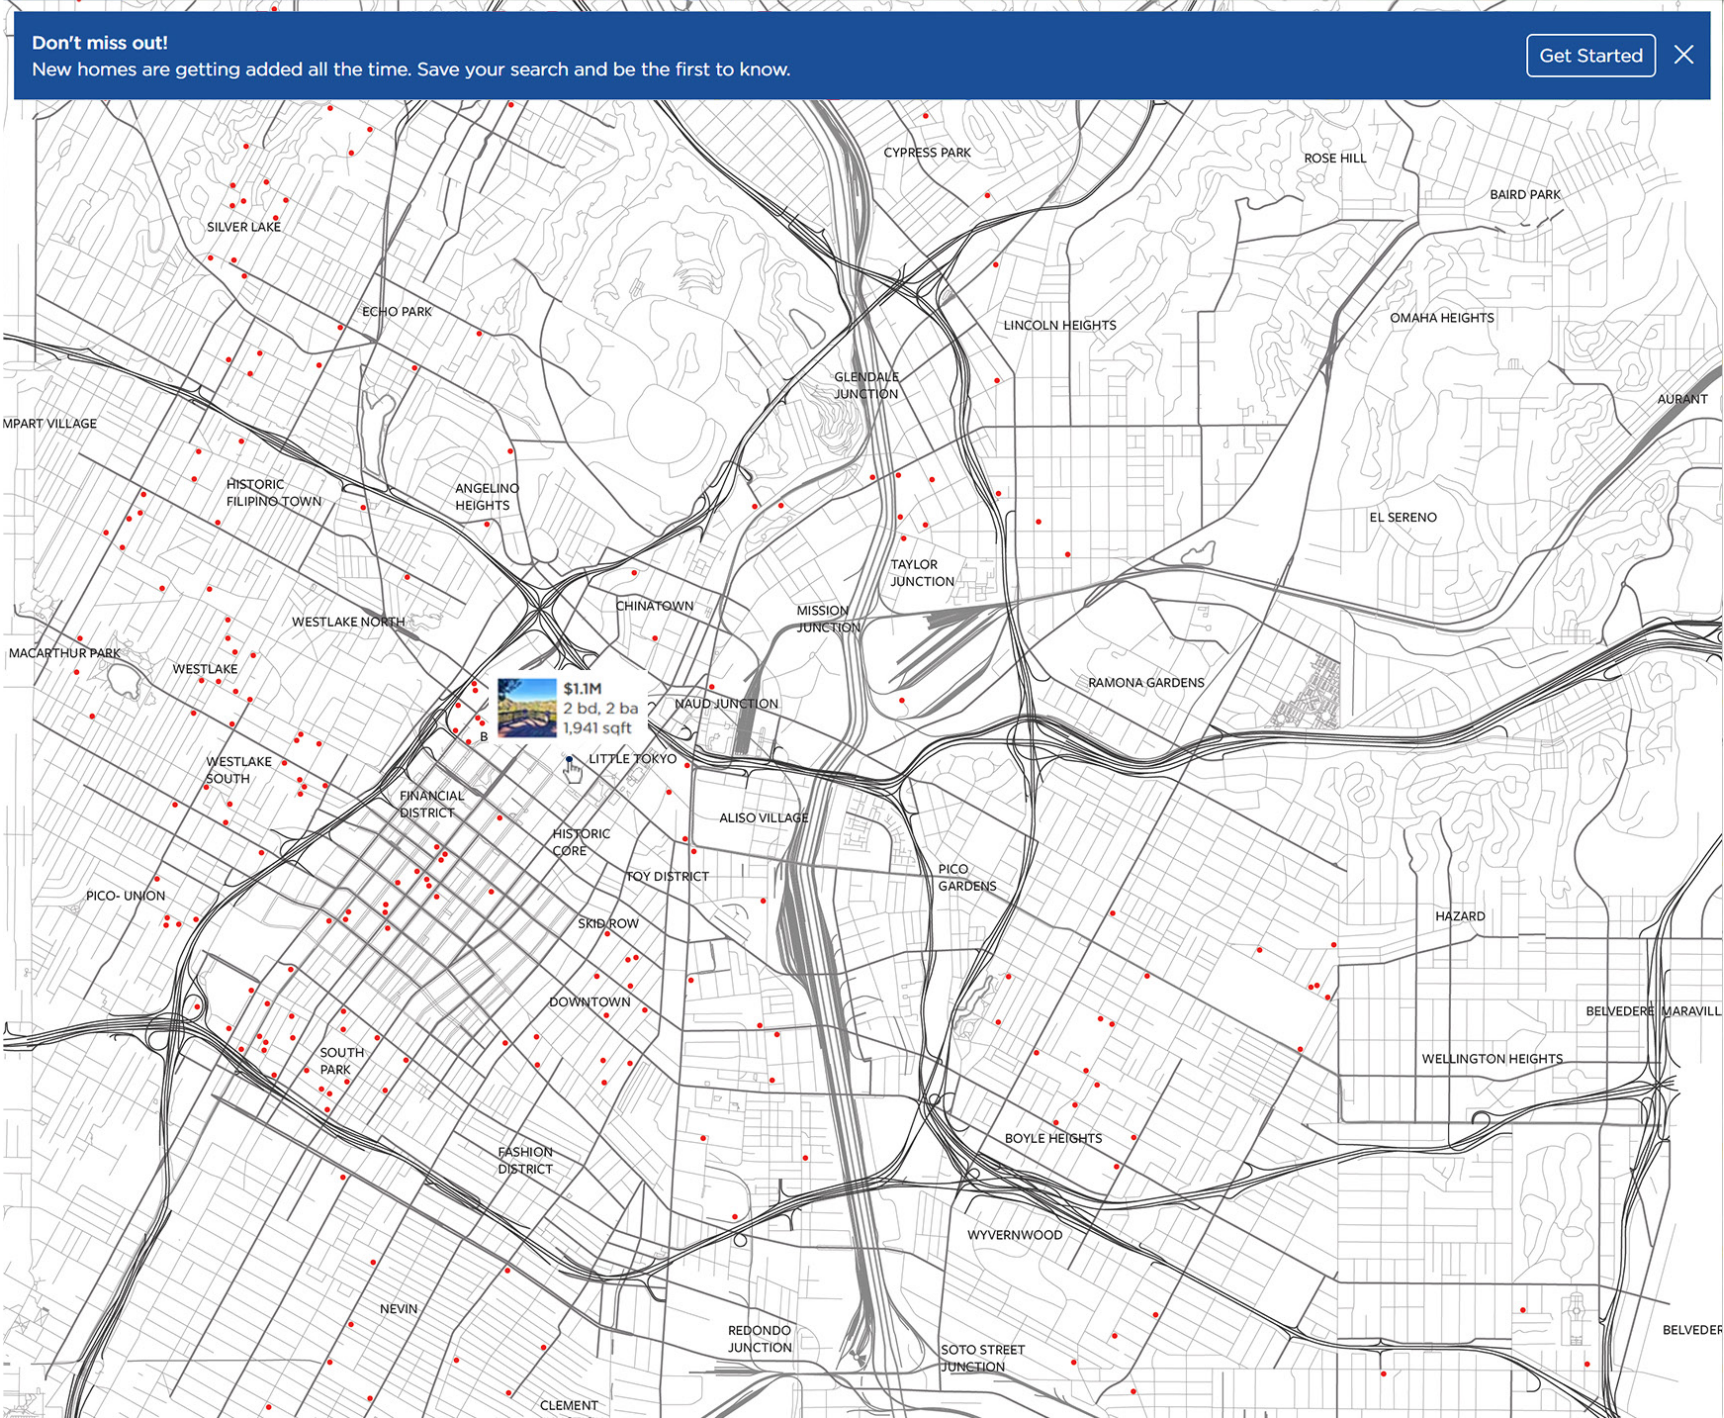 Don't miss out!
New homes are getting added all the time. Save your search and be the first to know.
Get Started
CYPRESS PARK
ROSE HILL
BAIRD PARK
SILVER LAKE
ECHO PARK
LINCOLN HEIGHTS
OMAHA HEIGHTS
GLENDALE
JUNCTION
AURANT
MPART VILLAGE
HISTORIC
FILIPINO TOWN
ANGELINO
HEIGHTS
EL SERENO
TAYLOR
JUNCTION
CHINATOWN
MISSION
JUNCTION
WESTLAKE NORTH
MACARTHUR PARK
WESTLAKE
RAMONA GARDENS
$1.1M
2 bd, 2 ba
1,941 sqft
NAUD JUNCTION
B
LITTLE TOKYO
WESTLAKE
SOUTH
FINANCIAL
DISTRICT
ALISO VILLAGE
HISTORIC
CORE
TOY DISTRICT
PICO
GARDENS
PICO- UNION
SKID ROW
HAZARD
DOWNTOWN
BELVEDERE MARAVILL
SOUTH
PARK
WELLINGTON HEIGHTS
BOYLE HEIGHTS
FASHION
DISTRICT
WYVERNWOOD
NEVIN
REDONDO
JUNCTION
BELVEDER
SOTO STREET
JUNCTION
CLEMENT